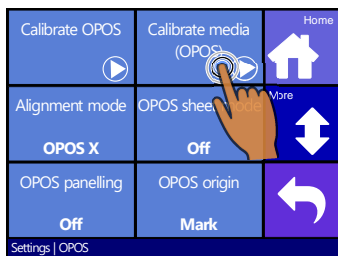 Calibrate OPOS
Calibrate media
(OPOS)
Home
Alignment mode
OPOS X
OPOS sheet mode
Off
More
OPOS panelling
Off
OPOS origin
Mark
Settings | OPOS